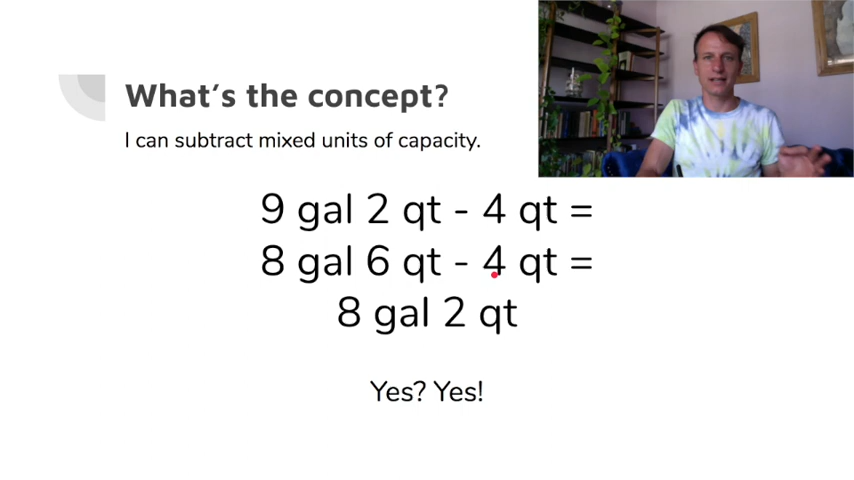 What's the concept?
I can subtract mixed units of capacity.
9 gal 2 qt - 4 qt =
8 gal 6 qt - 4 qt =
8 gal 2 qt
Yes? Yes!